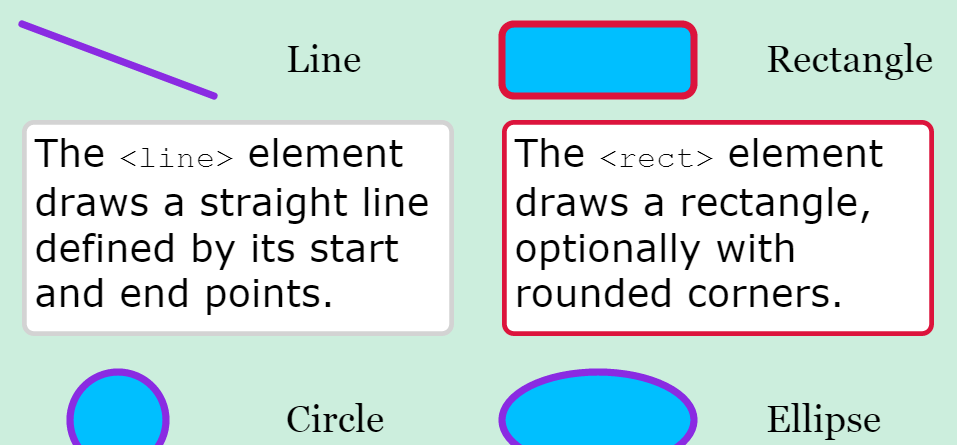 Line
Rectangle
The <line> element
draws a straight line
defined by its start
and end points.
The <rect> element
draws a rectangle,
optionally with
rounded corners.
Circle
Ellipse